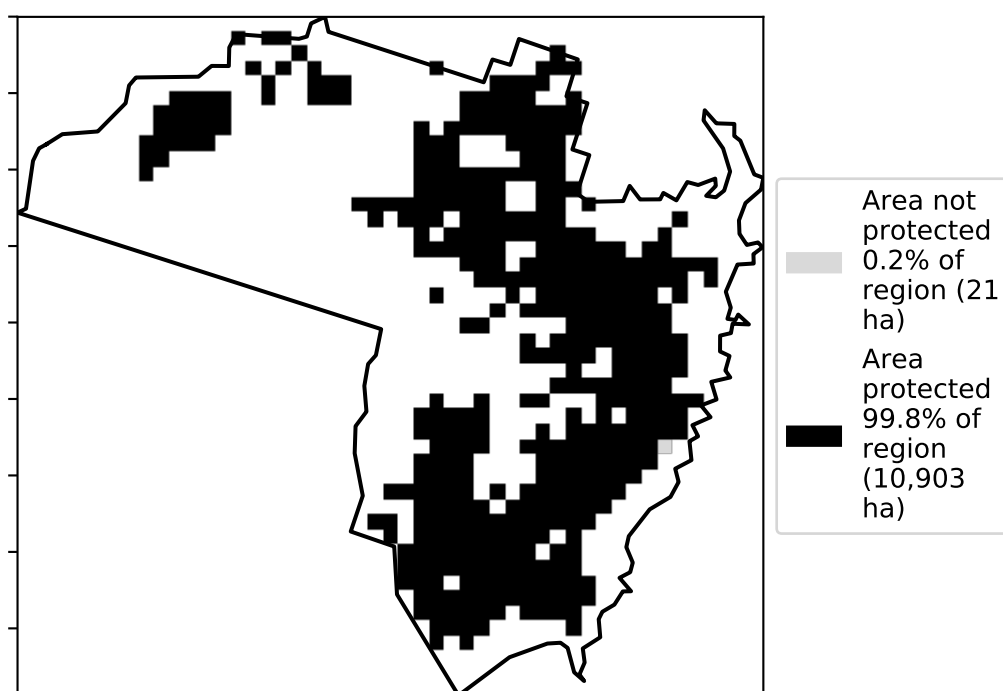 Area not
protected
0.2% of
region (21
ha)
Area
protected
99.8% of
region
(10,903
ha)